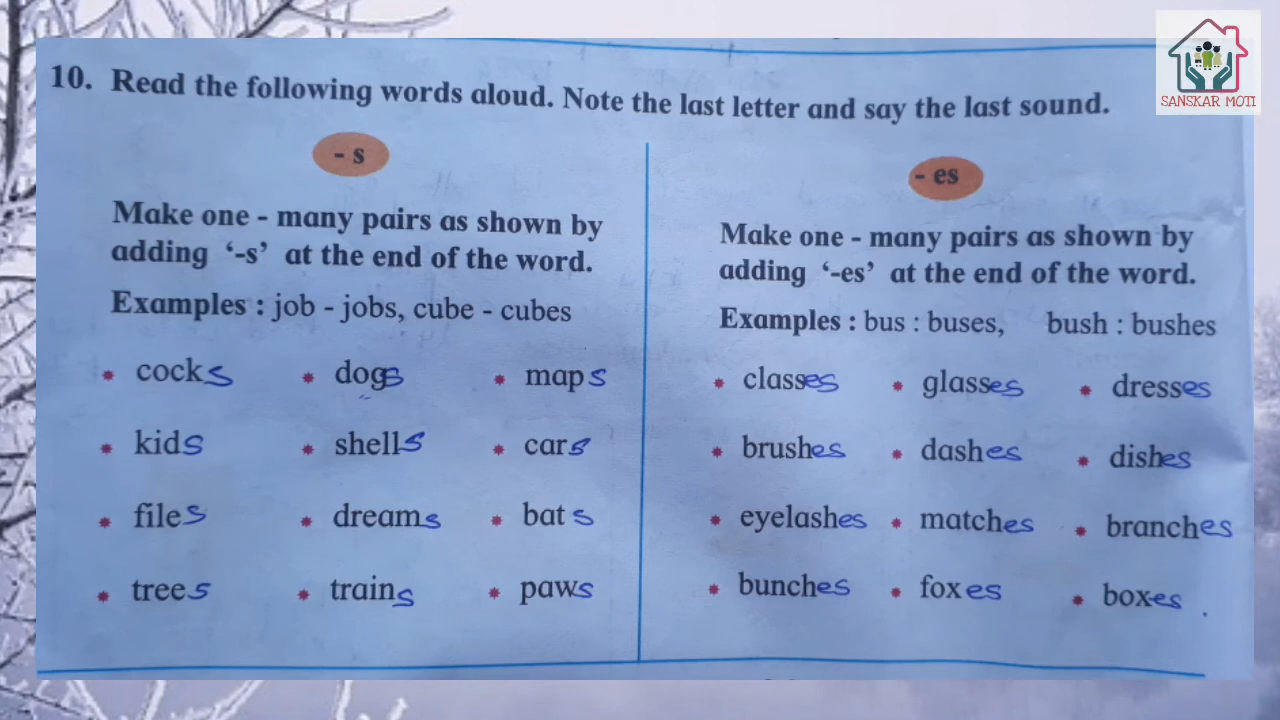 10. Read the following words aloud. Note the last letter and say the last sound.
SANSKAR MOTI
- s
Make one - many pairs as shown by
adding ‘-s’ at the end of the word.
Examples : job - jobs, cube - cubes
* cocks * dogs * maps
* kids * shells * cars
* files * dreams * bats
* trees * trains * paws
- es
Make one - many pairs as shown by
adding ‘-es’ at the end of the word.
Examples : bus : buses, bush : bushes
* classes * glasses * dresses
* brushes * dashes * dishes
* eyelashes * matches * branches
* bunches * foxes * boxes